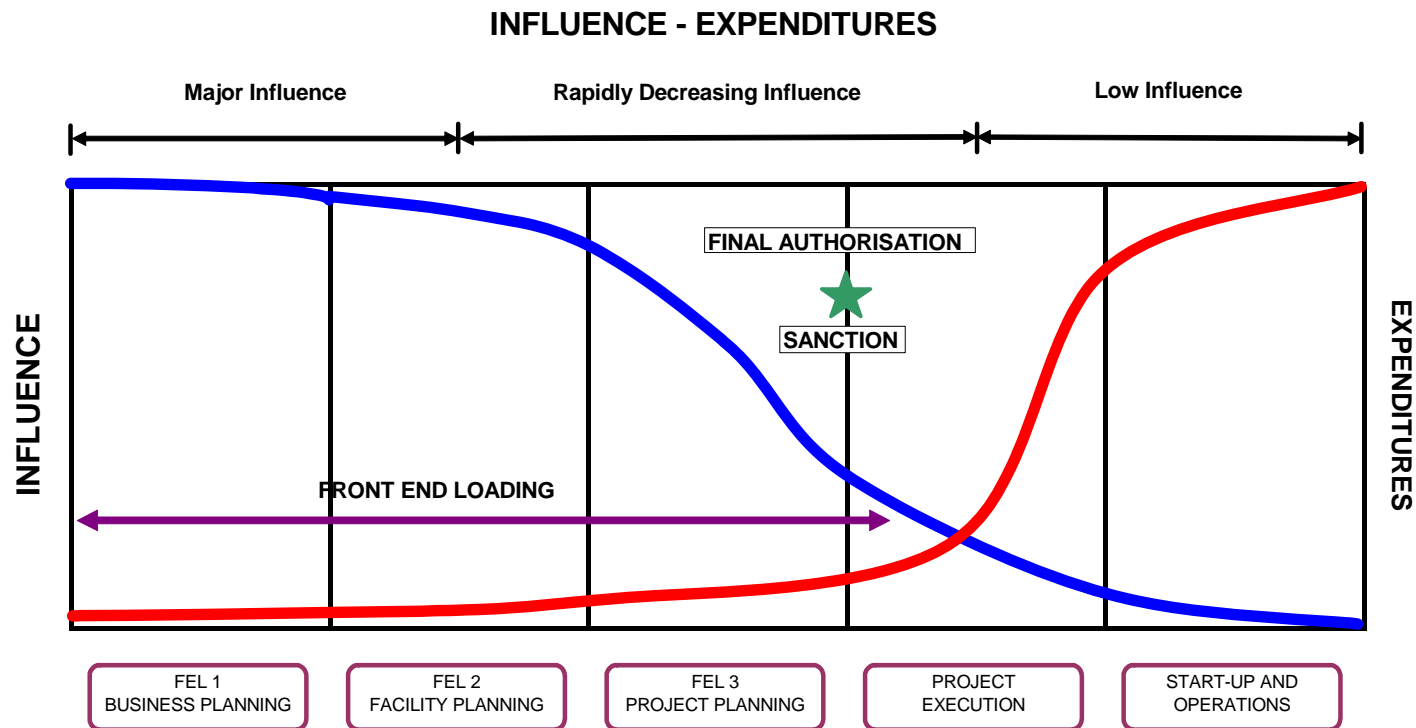 INFLUENCE - EXPENDITURES
Major Influence
Rapidly Decreasing Influence
Low Influence
FINAL AUTHORISATION
SANCTION
INFLUENCE
EXPENDITURES
FRONT END LOADING
FEL 1
BUSINESS PLANNING
FEL 2
FACILITY PLANNING
FEL 3
PROJECT PLANNING
PROJECT
EXECUTION
START-UP AND
OPERATIONS